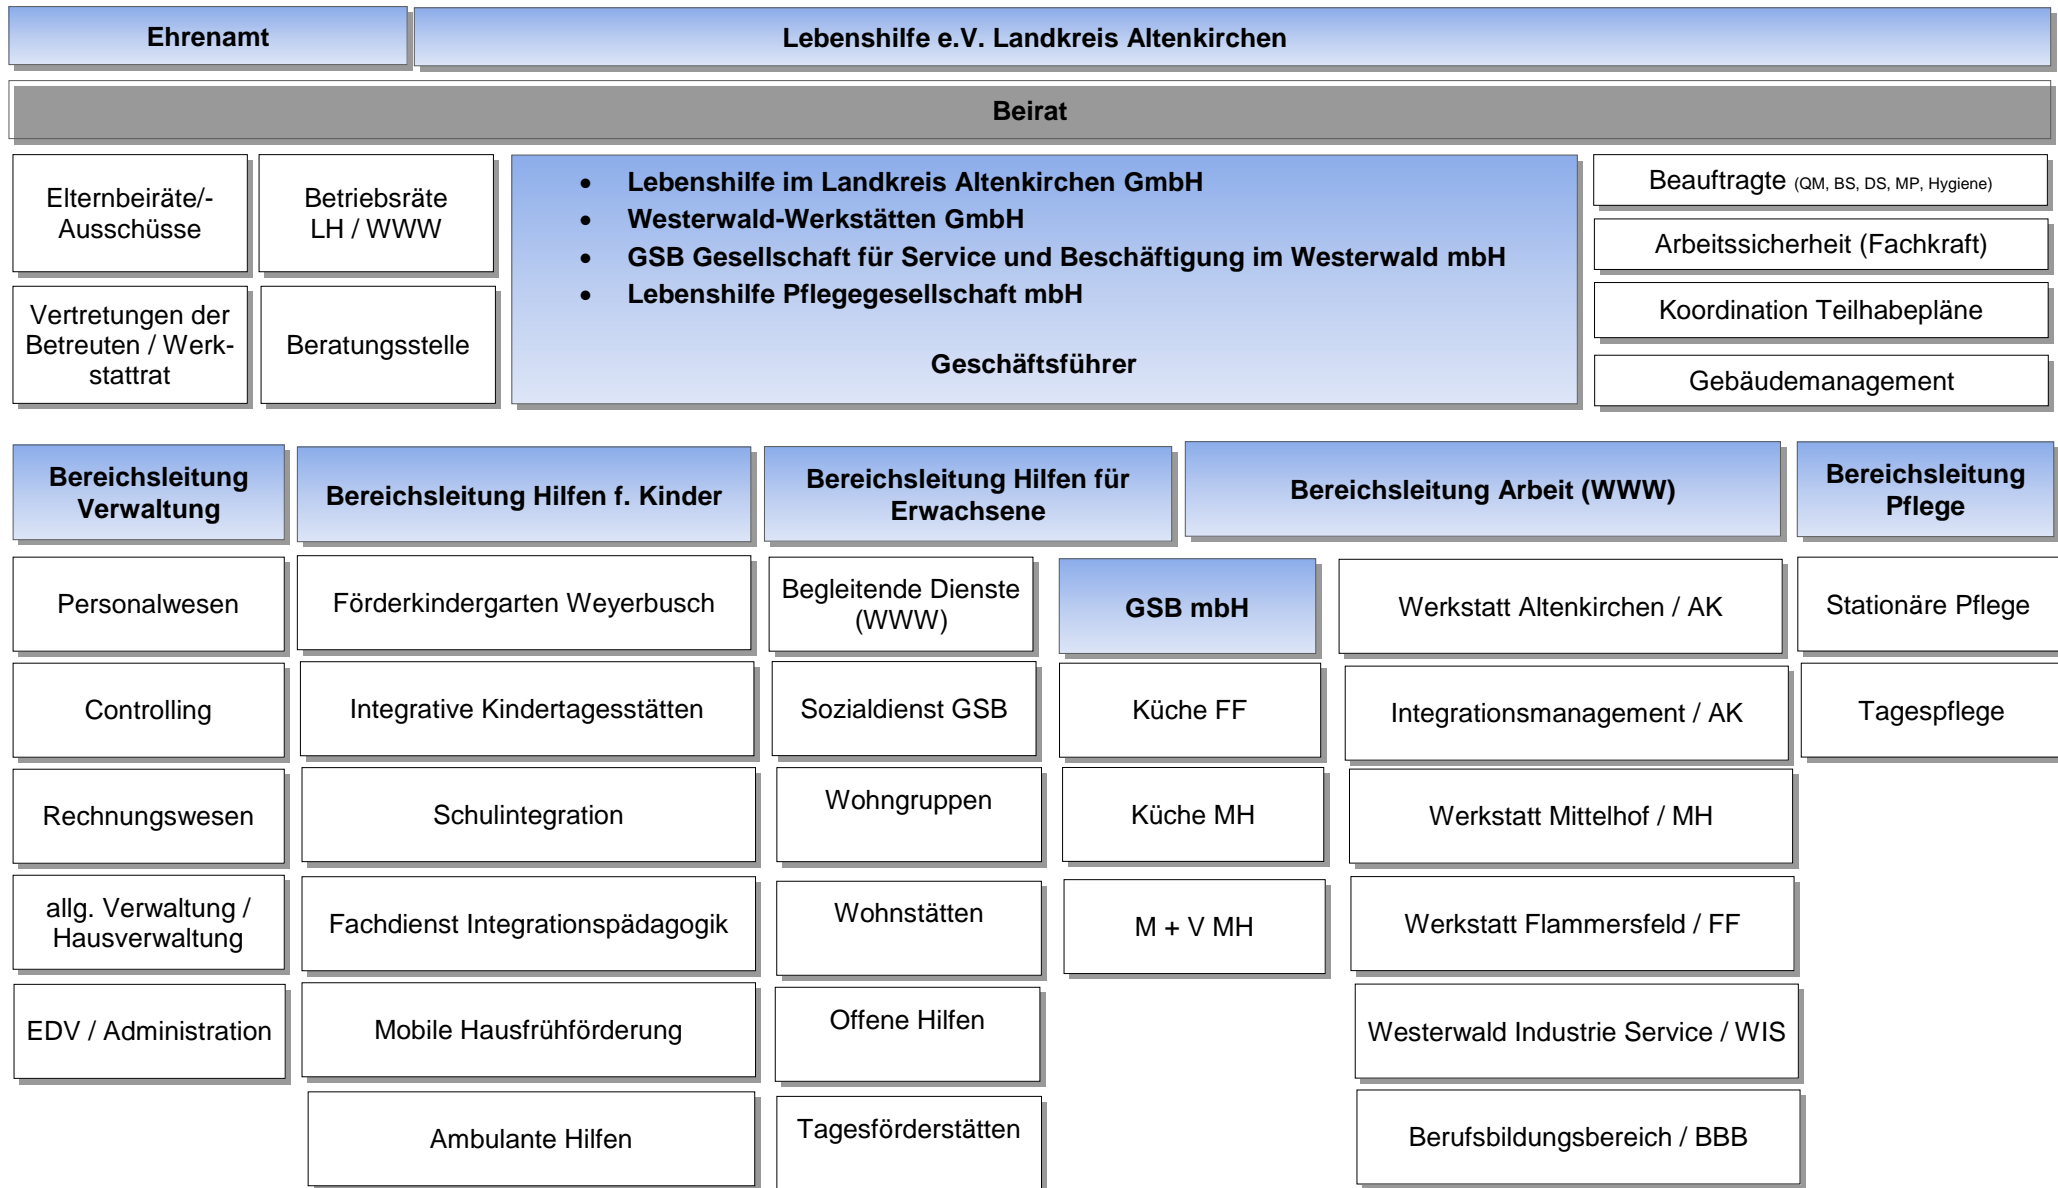 Ehrenamt
Lebenshilfe e.V. Landkreis Altenkirchen
Beirat
Elternbeiräte/-
Ausschüsse
Betriebsräte
LH / WWW
Vertretungen der
Betreuten / Werk-
stattrat
Beratungsstelle
• Lebenshilfe im Landkreis Altenkirchen GmbH
• Westerwald-Werkstätten GmbH
• GSB Gesellschaft für Service und Beschäftigung im Westerwald mbH
• Lebenshilfe Pflegegesellschaft mbH
Geschäftsführer
Beauftragte (QM, BS, DS, MP, Hygiene)
Arbeitssicherheit (Fachkraft)
Koordination Teilhabepläne
Gebäudemanagement
Bereichsleitung
Verwaltung
Personalwesen
Controlling
Rechnungswesen
allg. Verwaltung /
Hausverwaltung
EDV / Administration
Bereichsleitung Hilfen f. Kinder
Förderkindergarten Weyerbusch
Integrative Kindertagesstätten
Schulintegration
Fachdienst Integrationspädagogik
Mobile Hausfrühförderung
Ambulante Hilfen
Bereichsleitung Hilfen für
Erwachsene
Begleitende Dienste
(WWW)
Sozialdienst GSB
Wohngruppen
Wohnstätten
Offene Hilfen
Tagesförderstätten
Bereichsleitung Arbeit (WWW)
GSB mbH
Küche FF
Küche MH
M + V MH
Werkstatt Altenkirchen / AK
Integrationsmanagement / AK
Werkstatt Mittelhof / MH
Werkstatt Flammersfeld / FF
Westerwald Industrie Service / WIS
Berufsbildungsbereich / BBB
Bereichsleitung
Pflege
Stationäre Pflege
Tagespflege